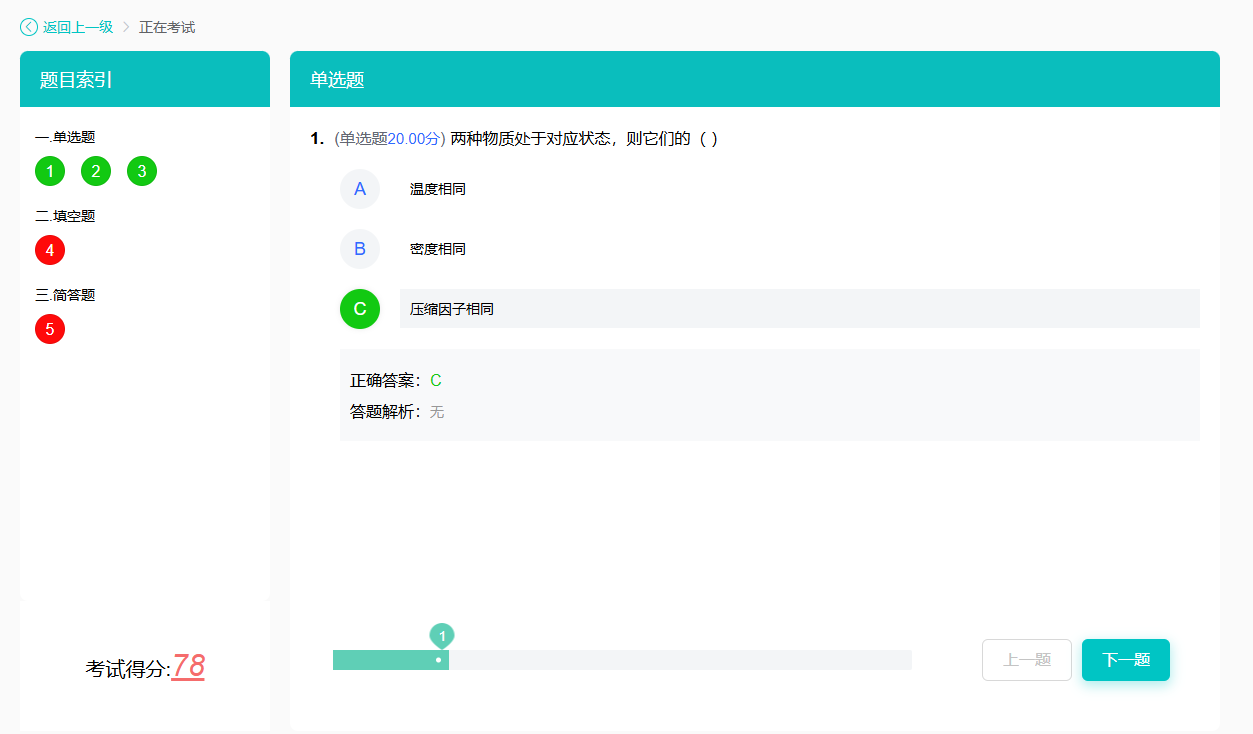 返回上一级 > 正在考试
题目索引
一.单选题
1 2 3
二.填空题
4
三.简答题
5
考试得分:78
单选题
1. (单选题20.00分) 两种物质处于对应状态，则它们的（ ）
A 温度相同
B 密度相同
C 压缩因子相同
正确答案：C
答题解析：无
1
上一题 下一题